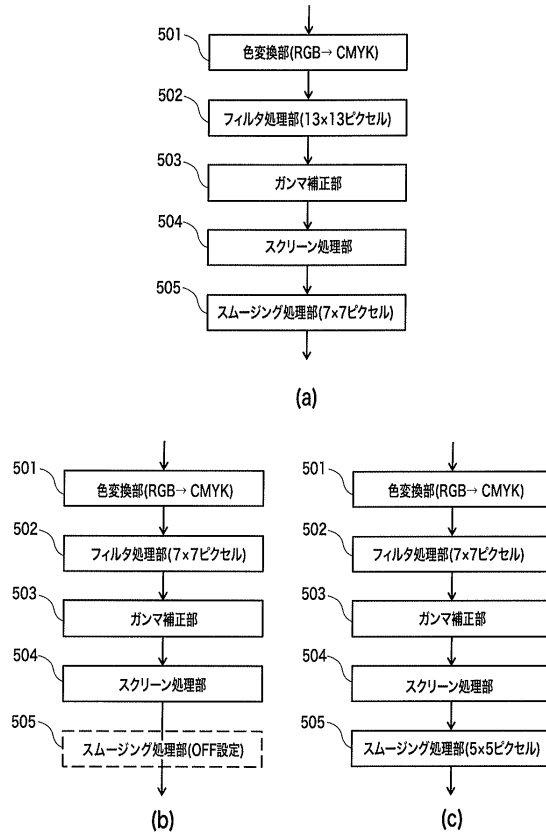 501
色変換部(RGB→ CMYK)
502
フィルタ処理部(13×13ピクセル)
503
ガンマ補正部
504
スクリーン処理部
505
スムージング処理部(7×7ピクセル)
(a)
501
色変換部(RGB→ CMYK)
502
フィルタ処理部(7×7ピクセル)
503
ガンマ補正部
504
スクリーン処理部
505
スムージング処理部(OFF設定)
(b)
501
色変換部(RGB→ CMYK)
502
フィルタ処理部(7×7ピクセル)
503
ガンマ補正部
504
スクリーン処理部
505
スムージング処理部(5×5ピクセル)
(c)